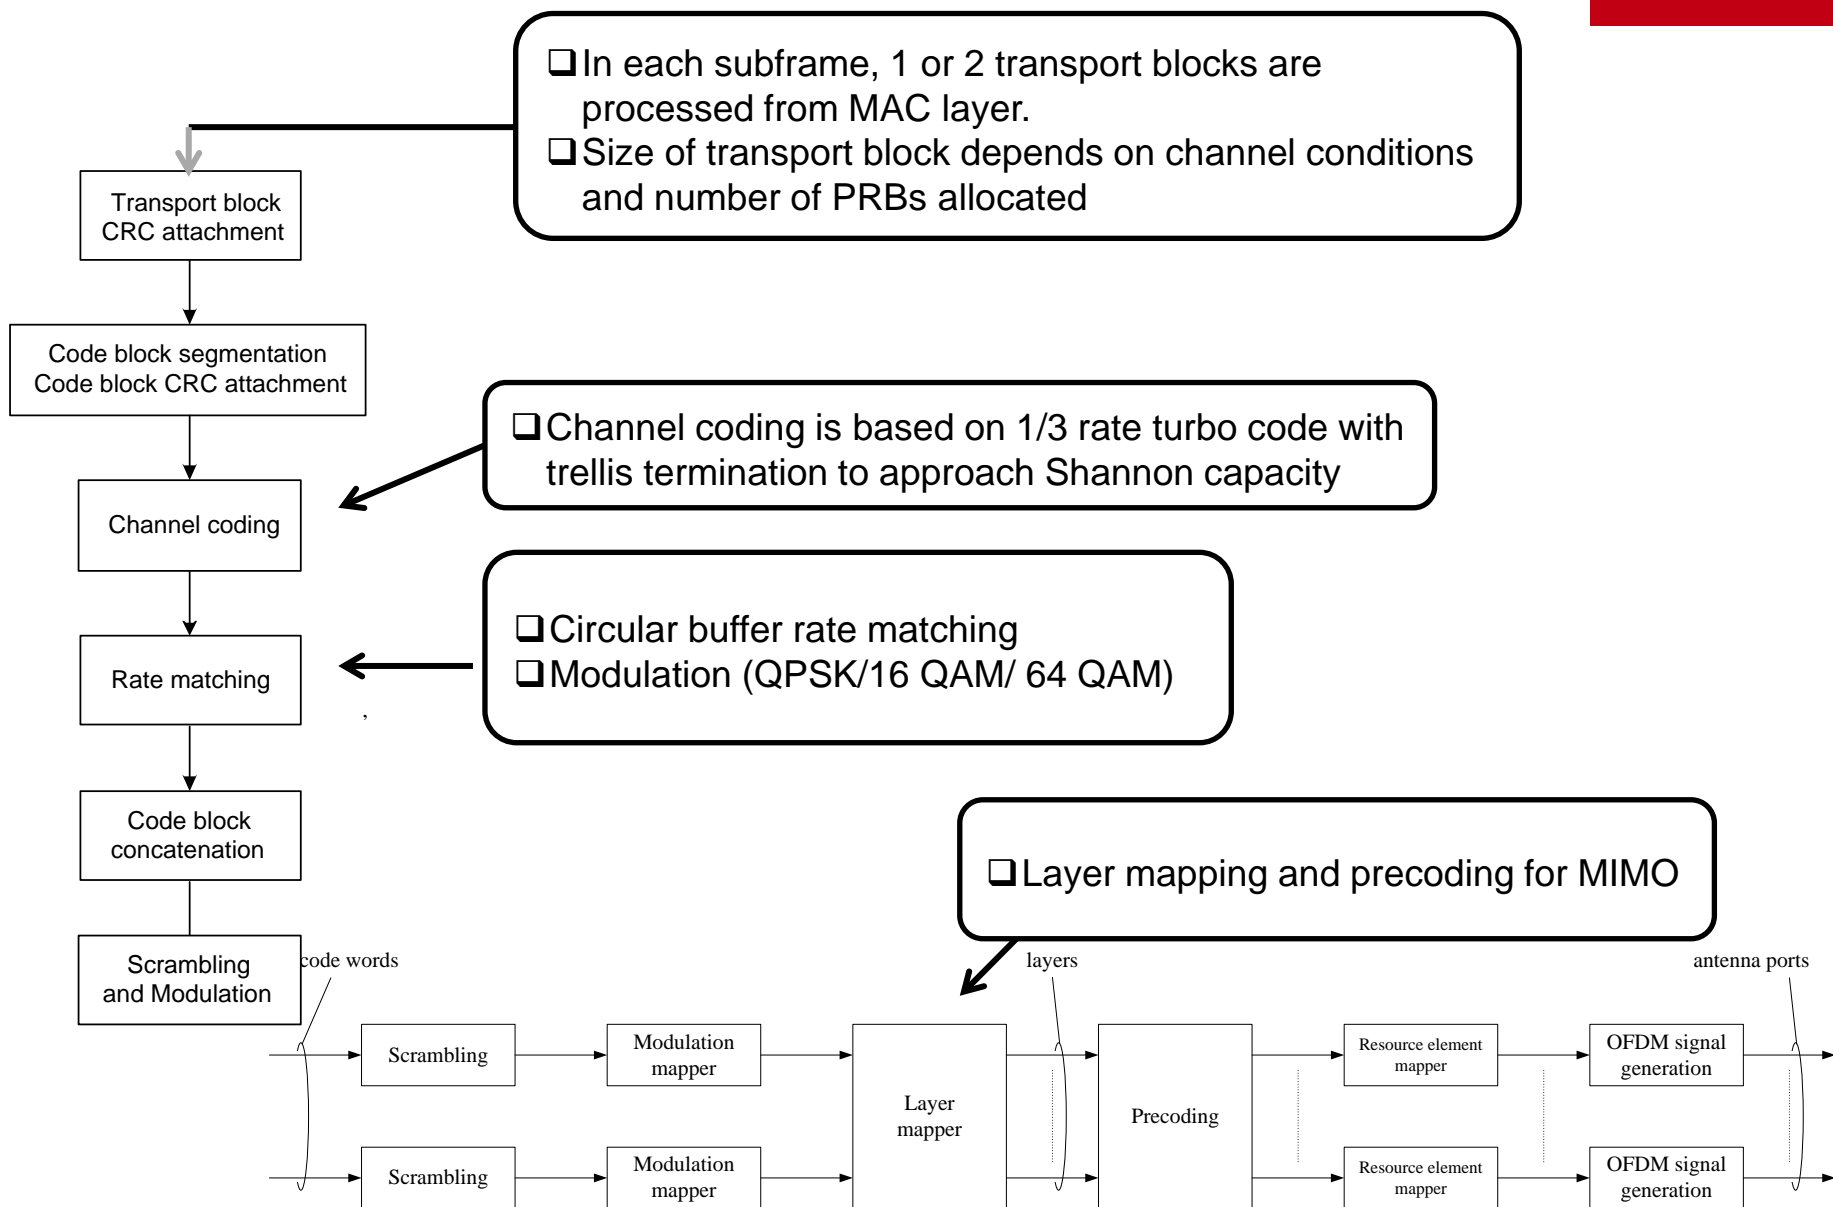 ❑In each subframe, 1 or 2 transport blocks are
processed from MAC layer.
❑Size of transport block depends on channel conditions
and number of PRBs allocated
Transport block
CRC attachment
Code block segmentation
Code block CRC attachment
❑Channel coding is based on 1/3 rate turbo code with
trellis termination to approach Shannon capacity
Channel coding
❑Circular buffer rate matching
❑Modulation (QPSK/16 QAM/ 64 QAM)
Rate matching
,
Code block
concatenation
❑Layer mapping and precoding for MIMO
Scrambling
and Modulation
code words
layers
antenna ports
Scrambling
Modulation
mapper
Layer
mapper
Precoding
Resource element
mapper
OFDM signal
generation
Scrambling
Modulation
mapper
Resource element
mapper
OFDM signal
generation